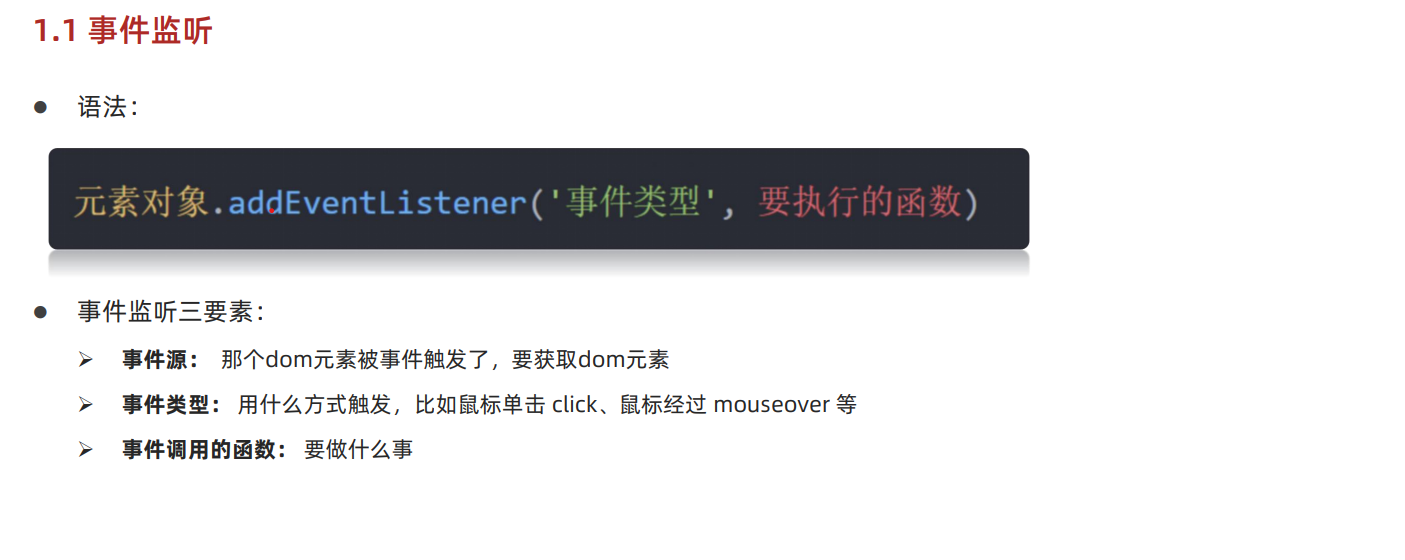 1.1 事件监听
● 语法：
元素对象.addEventListener('事件类型', 要执行的函数)
● 事件监听三要素：
➢ 事件源： 那个dom元素被事件触发了，要获取dom元素
➢ 事件类型： 用什么方式触发，比如鼠标单击 click、鼠标经过 mouseover 等
➢ 事件调用的函数： 要做什么事